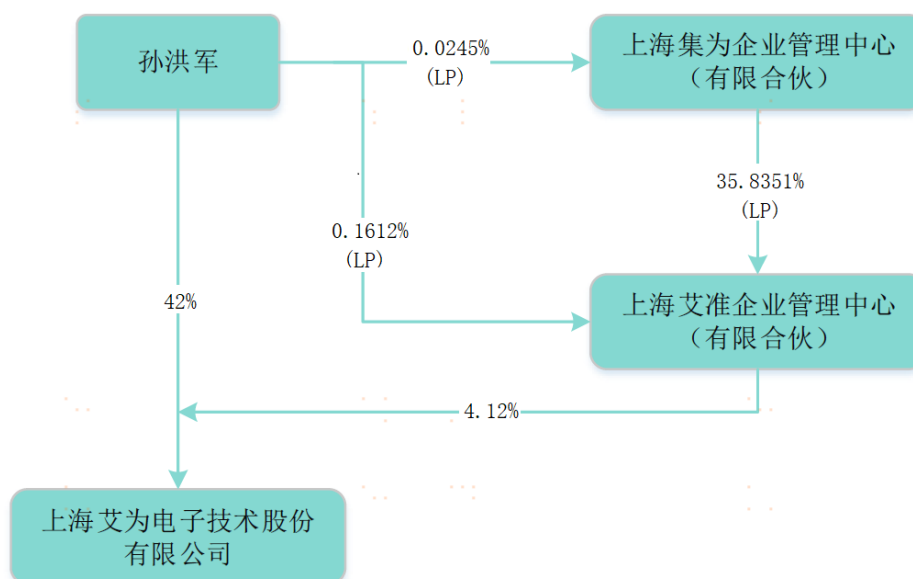 孙洪军
0.0245%
(LP)
上海集为企业管理中心
（有限合伙）
35.8351%
(LP)
0.1612%
(LP)
42%
上海艾准企业管理中心
（有限合伙）
4.12%
上海艾为电子技术股份
有限公司